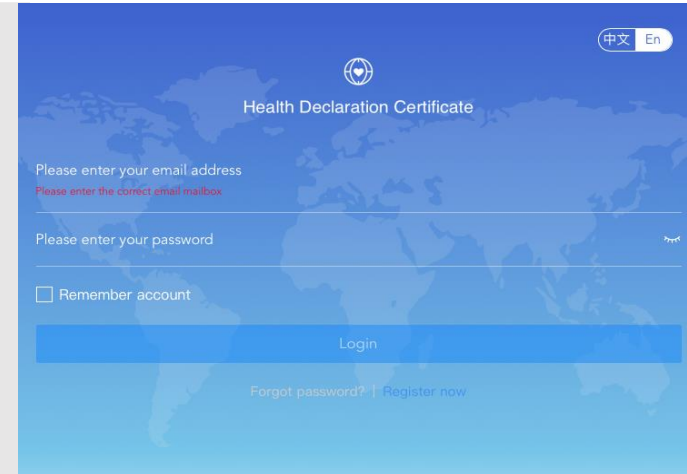 中文 En
Health Declaration Certificate
Please enter your email address
Please enter the correct email mailbox
Please enter your password
Remember account
Login
Forgot password? | Register now